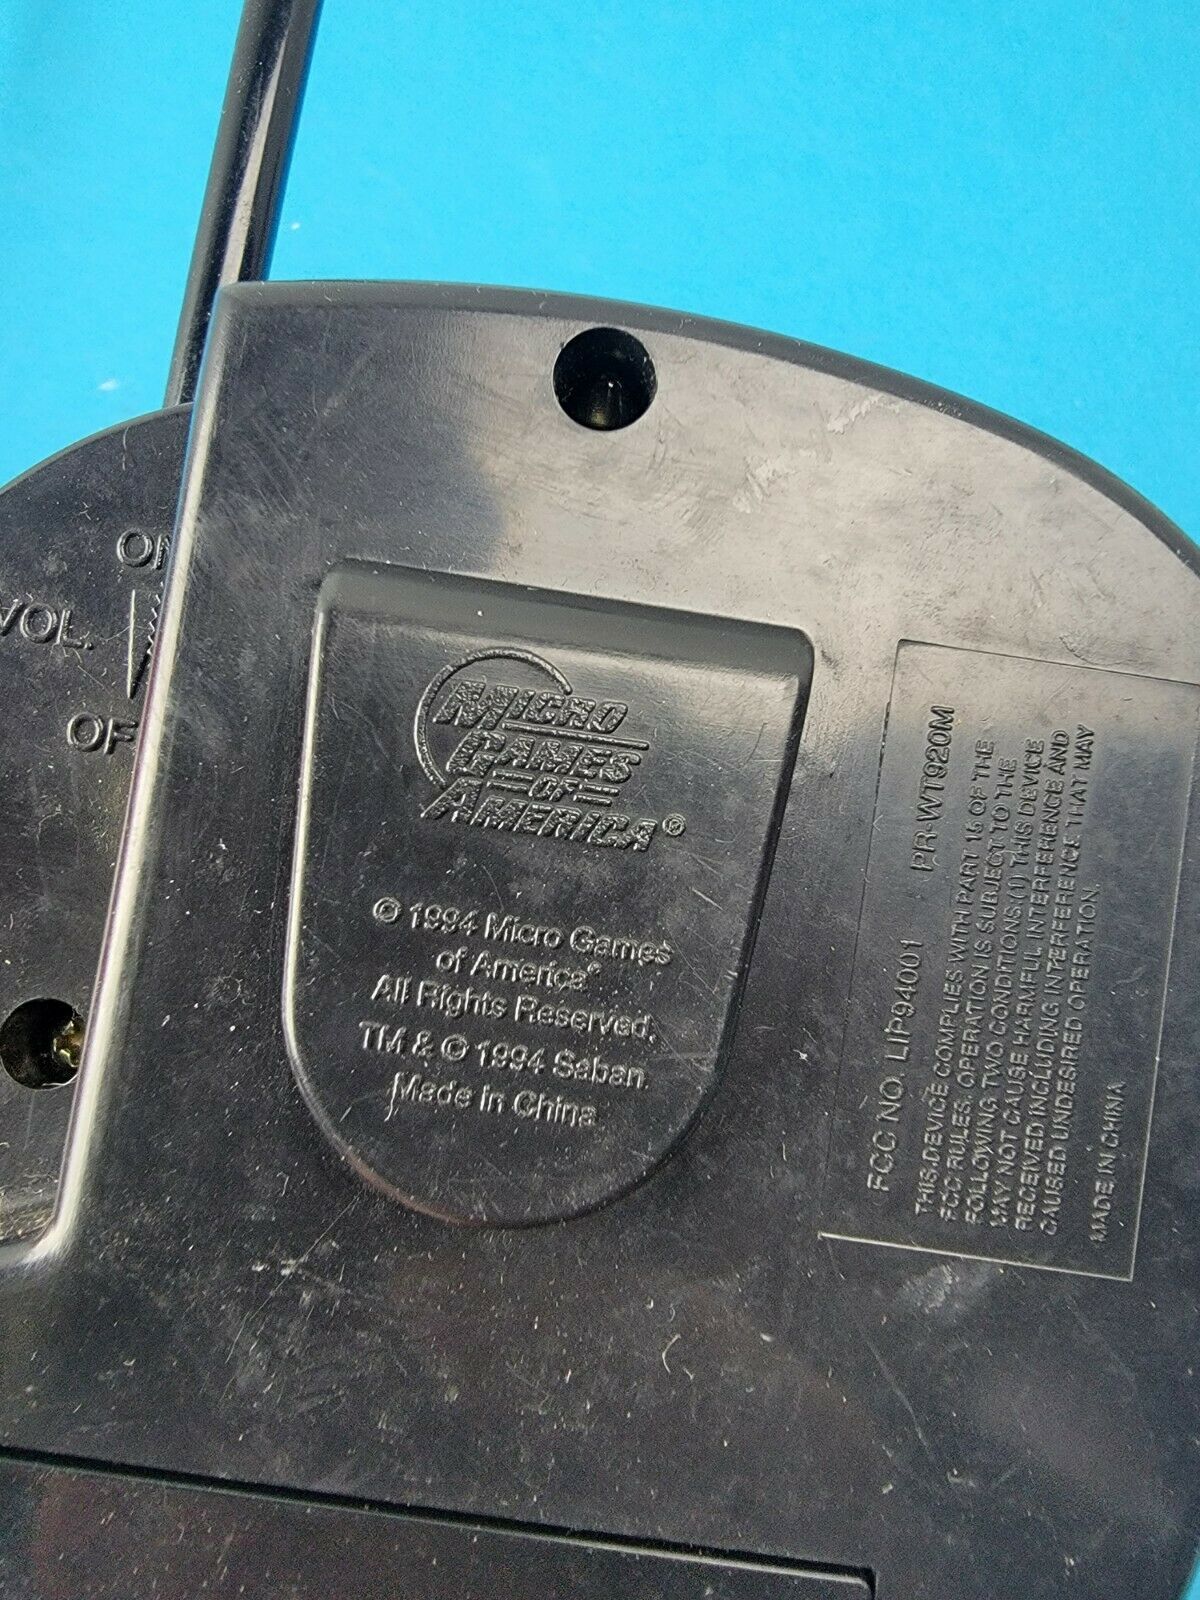 VOL.
MICRO
GAMES
OF
AMERICA®
© 1994 Micro Games
of America®
All Rights Reserved.
TM & © 1994 Saban.
Made in China
FCC NO. LIP94001 PR-WT920M
THIS DEVICE COMPLIES WITH PART 15 OF THE
FCC RULES. OPERATION IS SUBJECT TO THE
FOLLOWING TWO CONDITIONS. (1) THIS DEVICE
MAY NOT CAUSE HARMFUL INTERFERENCE AND
RECEIVED INCLUDING INTERFERENCE THAT MAY
CAUSED UNDESIRED OPERATION.
MADE IN CHINA